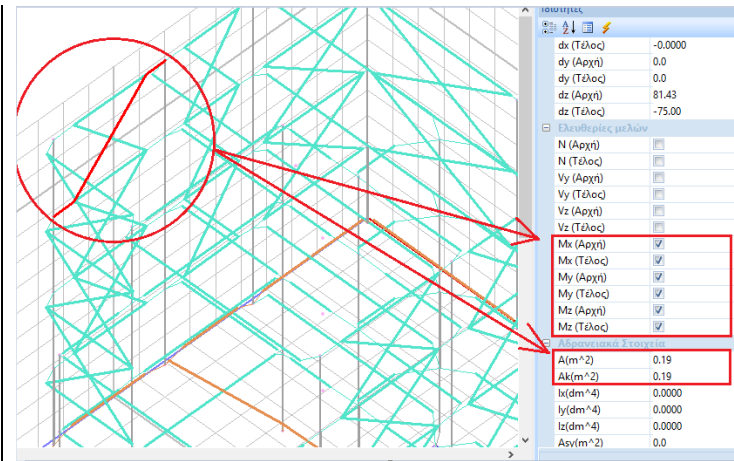 Ιδιότητες
dx (Τέλος) -0.0000
dy (Αρχή) 0.0
dy (Τέλος) 0.0
dz (Αρχή) 81.43
dz (Τέλος) -75.00
Ελευθερίες μελών
N (Αρχή)
N (Τέλος)
Vy (Αρχή)
Vy (Τέλος)
Vz (Αρχή)
Vz (Τέλος)
Mx (Αρχή)
Mx (Τέλος)
My (Αρχή)
My (Τέλος)
Mz (Αρχή)
Mz (Τέλος)
Αδρανειακά Στοιχεία
A(m^2) 0.19
Ak(m^2) 0.19
Ix(dm^4) 0.0000
Iy(dm^4) 0.0000
Iz(dm^4) 0.0000
Asy(m^2) 0.0